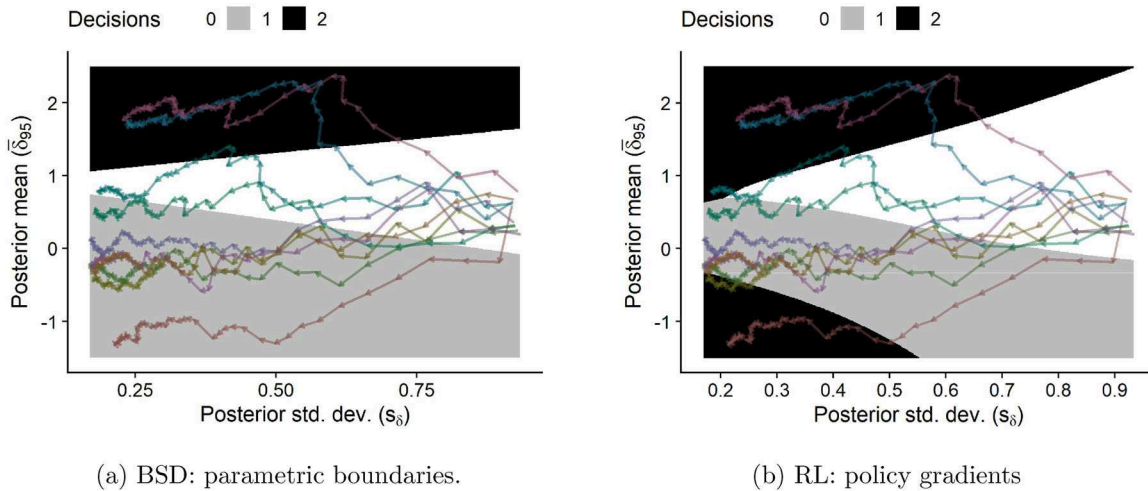 Decisions 0 1 2
Posterior mean (δ̄95)
2
1
0
-1
0.25 0.50 0.75
Posterior std. dev. (sδ)
(a) BSD: parametric boundaries.
Decisions 0 1 2
Posterior mean (δ̄95)
2
1
0
-1
0.2 0.3 0.4 0.5 0.6 0.7 0.8 0.9
Posterior std. dev. (sδ)
(b) RL: policy gradients